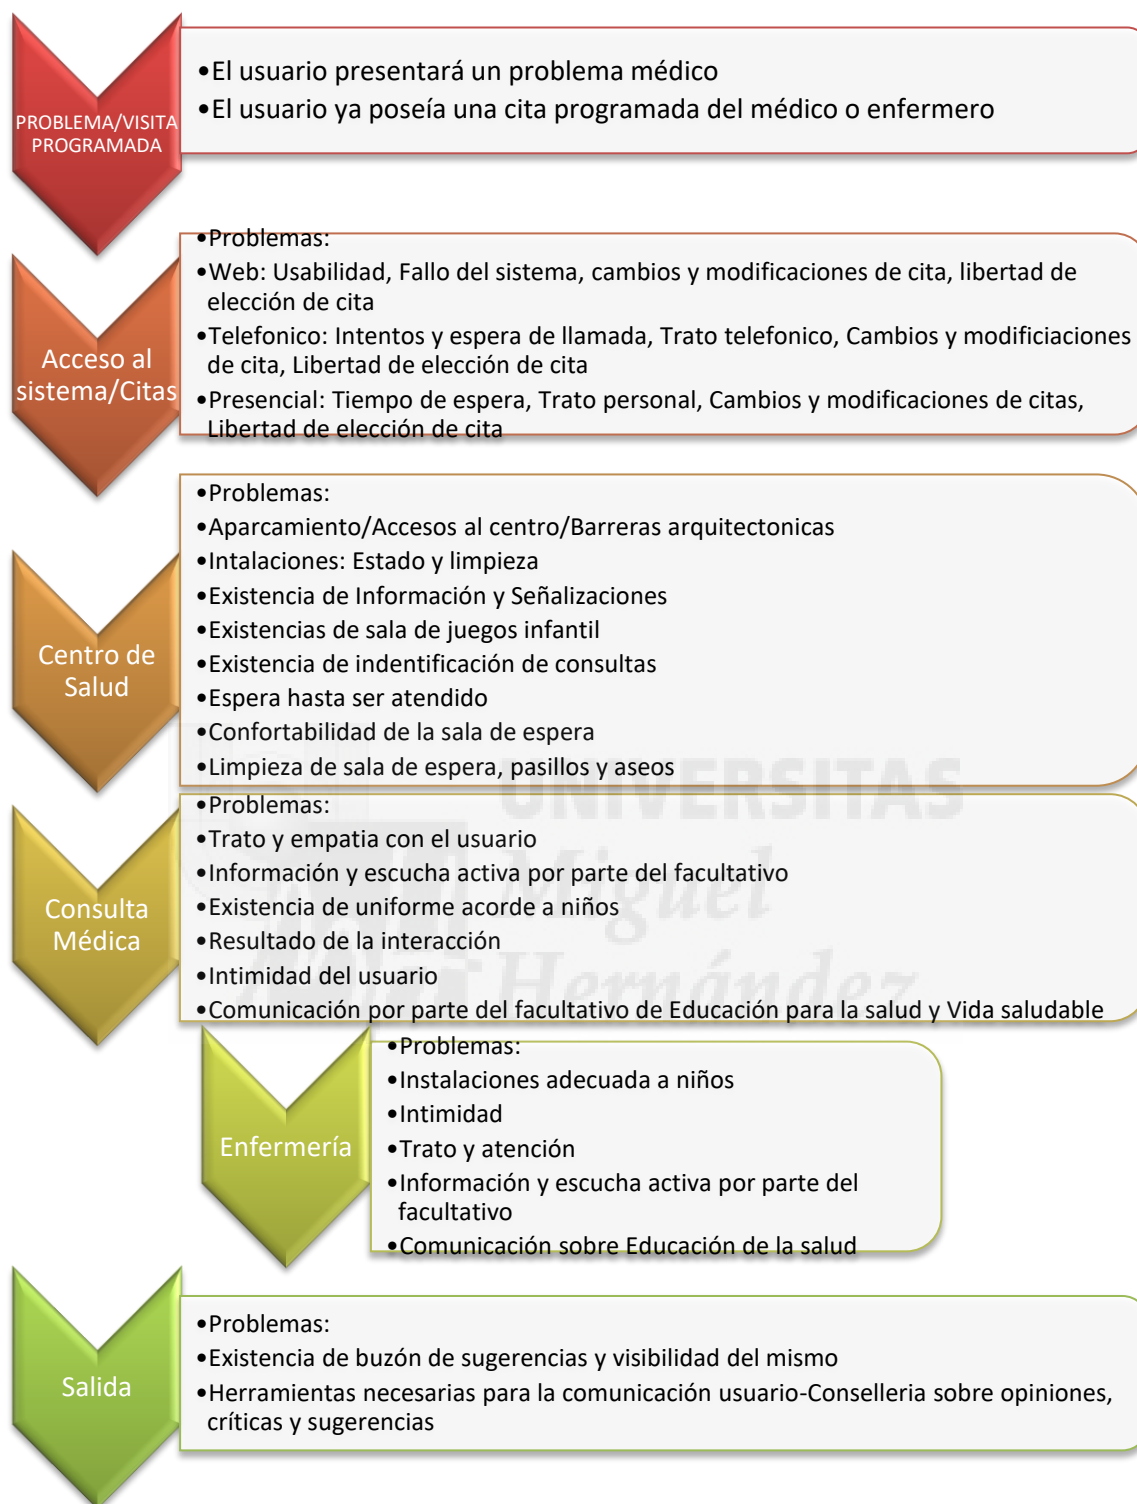 PROBLEMA/VISITA
PROGRAMADA
•El usuario presentará un problema médico
•El usuario ya poseía una cita programada del médico o enfermero
Acceso al
sistema/Citas
•Problemas:
•Web: Usabilidad, Fallo del sistema, cambios y modificaciones de cita, libertad de
elección de cita
•Telefonico: Intentos y espera de llamada, Trato telefonico, Cambios y modificiaciones
de cita, Libertad de elección de cita
•Presencial: Tiempo de espera, Trato personal, Cambios y modificaciones de citas,
Libertad de elección de cita
Centro de
Salud
•Problemas:
•Aparcamiento/Accesos al centro/Barreras arquitectonicas
•Intalaciones: Estado y limpieza
•Existencia de Información y Señalizaciones
•Existencias de sala de juegos infantil
•Existencia de indentificación de consultas
•Espera hasta ser atendido
•Confortabilidad de la sala de espera
•Limpieza de sala de espera, pasillos y aseos
UNIVERSITAS
Miguel
Hernández
Consulta
Médica
•Problemas:
•Trato y empatia con el usuario
•Información y escucha activa por parte del facultativo
•Existencia de uniforme acorde a niños
•Resultado de la interacción
•Intimidad del usuario
•Comunicación por parte del facultativo de Educación para la salud y Vida saludable
Enfermería
•Problemas:
•Instalaciones adecuada a niños
•Intimidad
•Trato y atención
•Información y escucha activa por parte del
facultativo
•Comunicación sobre Educación de la salud
Salida
•Problemas:
•Existencia de buzón de sugerencias y visibilidad del mismo
•Herramientas necesarias para la comunicación usuario-Conselleria sobre opiniones,
críticas y sugerencias